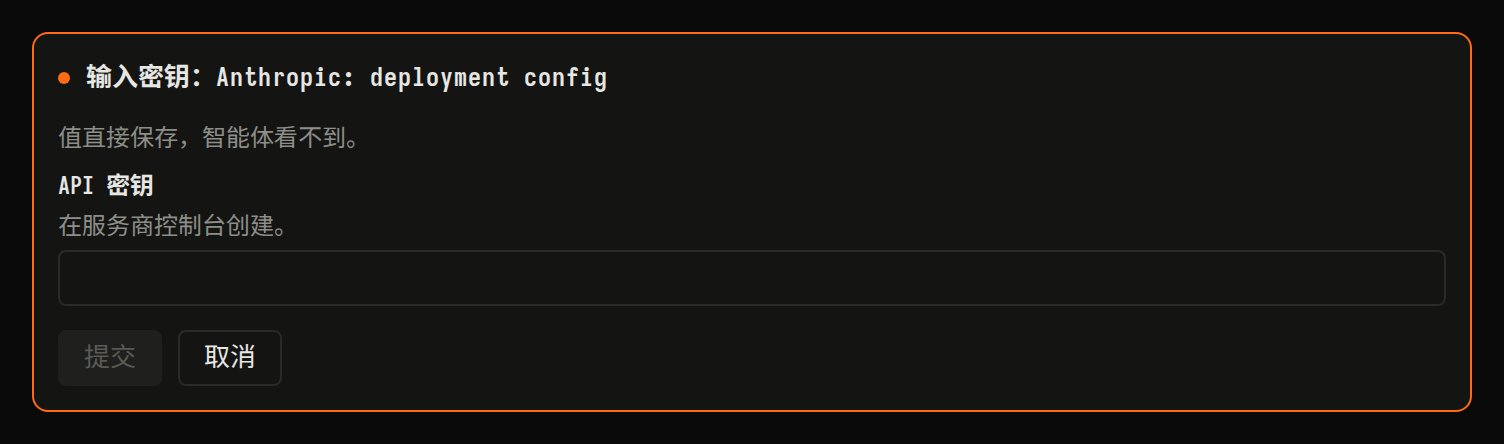 输入密钥：Anthropic: deployment config
值直接保存，智能体看不到。
API 密钥
在服务商控制台创建。
提交
取消